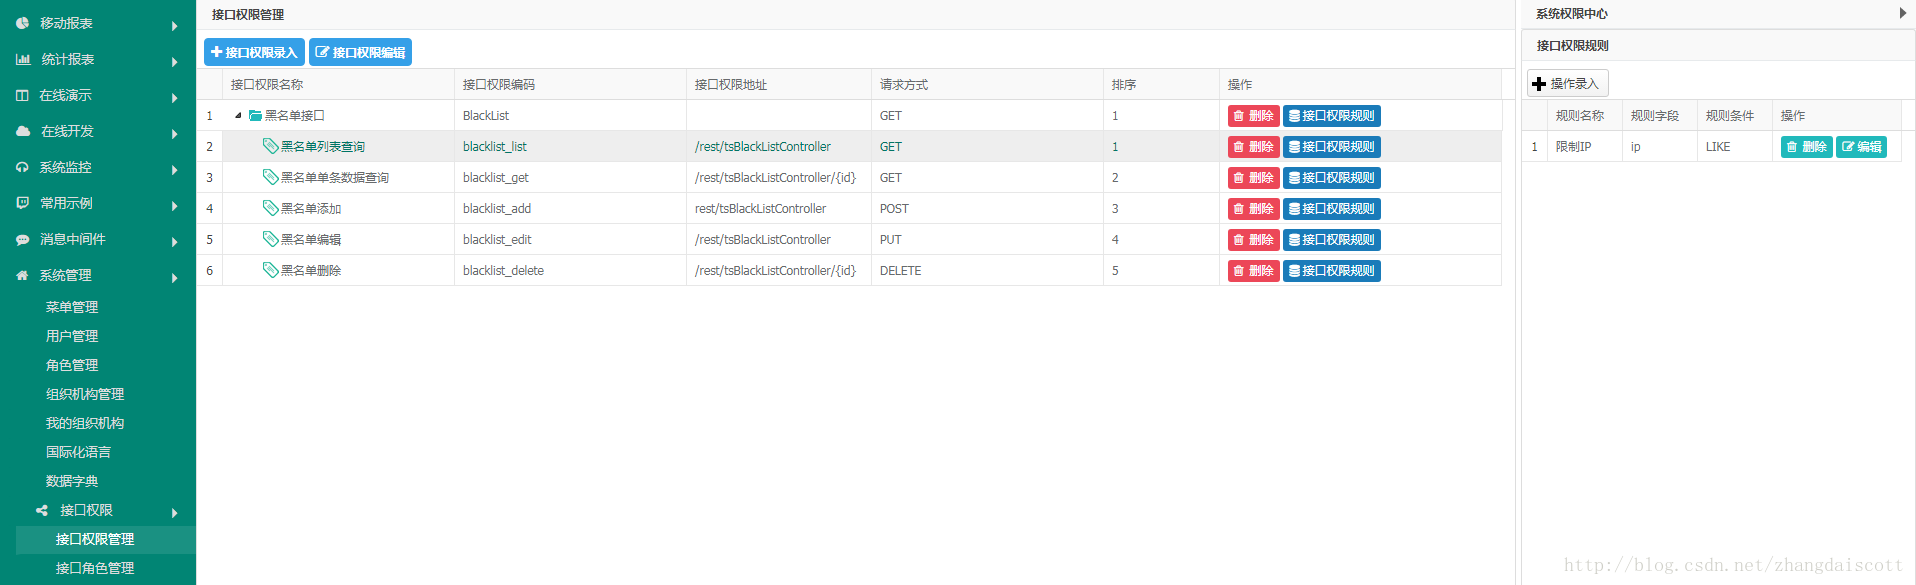 移动报表
统计报表
在线演示
在线开发
系统监控
常用示例
消息中间件
系统管理
菜单管理
用户管理
角色管理
组织机构管理
我的组织机构
国际化语言
数据字典
接口权限
接口权限管理
接口角色管理
接口权限管理
接口权限录入 接口权限编辑
接口权限名称 接口权限编码 接口权限地址 请求方式 排序 操作
1 黑名单接口 BlackList GET 1 删除 接口权限规则
2 黑名单列表查询 blacklist_list /rest/tsBlackListController GET 1 删除 接口权限规则
3 黑名单单条数据查询 blacklist_get /rest/tsBlackListController/{id} GET 2 删除 接口权限规则
4 黑名单添加 blacklist_add rest/tsBlackListController POST 3 删除 接口权限规则
5 黑名单编辑 blacklist_edit /rest/tsBlackListController PUT 4 删除 接口权限规则
6 黑名单删除 blacklist_delete /rest/tsBlackListController/{id} DELETE 5 删除 接口权限规则
系统权限中心
接口权限规则
操作录入
规则名称 规则字段 规则条件 操作
1 限制IP ip LIKE 删除 编辑
http://blog.csdn.net/zhangdaiscott